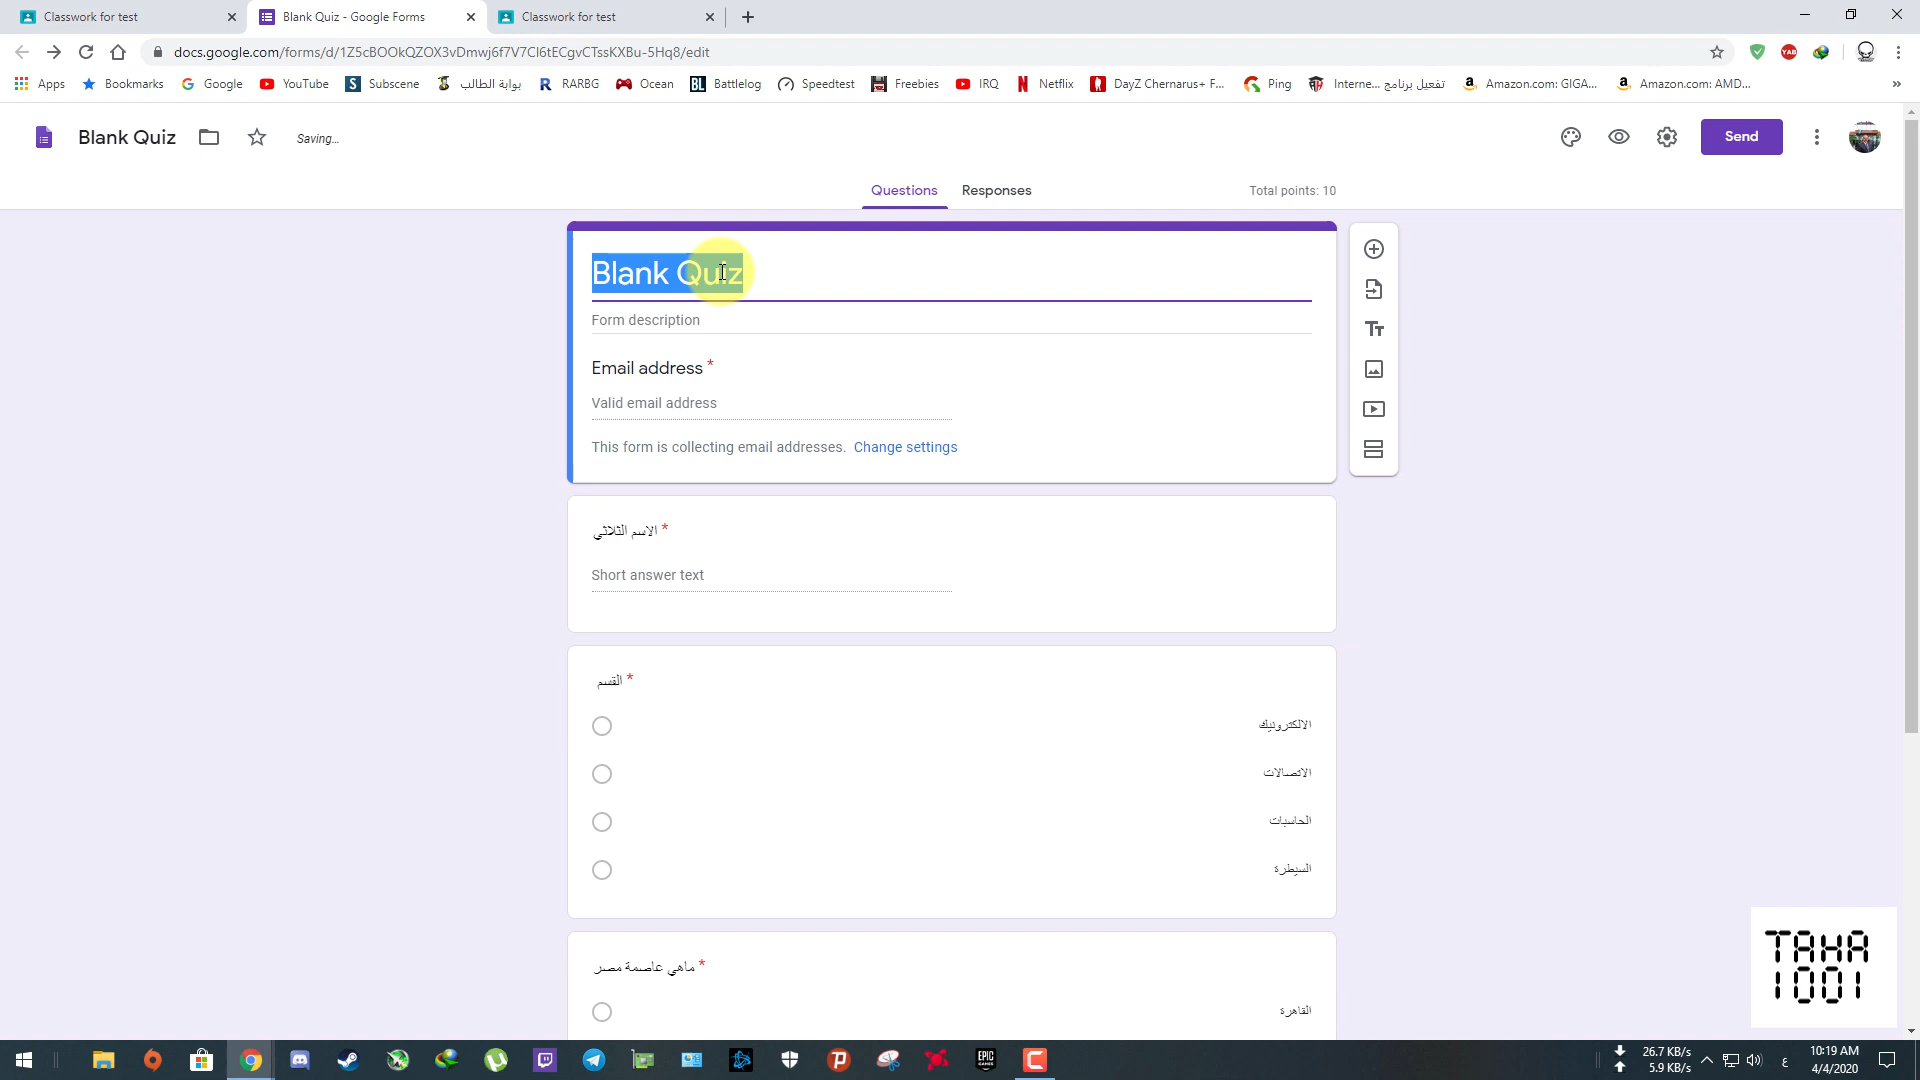 Classwork for test
Blank Quiz - Google Forms
Classwork for test
docs.google.com/forms/d/1Z5cBOOkQZOX3vDmwj6f7V7Cl6tECgvCTssKXBu-5Hq8/edit
Apps Bookmarks Google YouTube Subscene بوابة الطالب RARBG Ocean Battlelog Speedtest Freebies IRQ Netflix DayZ Chernarus+ F... Ping Interne... تفعيل برنامج Amazon.com: GIGA... Amazon.com: AMD...
Blank Quiz Saving... Send
Questions Responses Total points: 10
Blank Quiz
Form description
Email address *
Valid email address
This form is collecting email addresses. Change settings
الاسم الثلاثي *
Short answer text
القسم *
الالكترونيك
الاتصالات
الحاسبات
السيطرة
ماهي عاصمة مصر *
القاهرة
TAHA
1001
26.7 KB/s
5.9 KB/s
ع
10:19 AM
4/4/2020